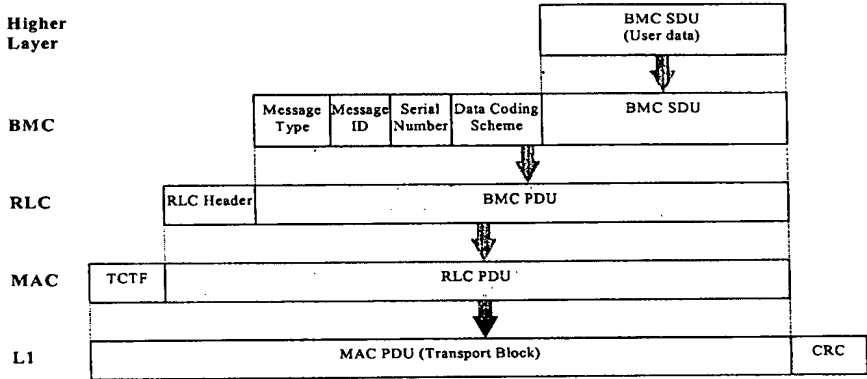 Higher
Layer
BMC SDU
(User data)
BMC
Message
Type
Message
ID
Serial
Number
Data Coding
Scheme
BMC SDU
RLC
RLC Header
BMC PDU
MAC
TCTF
RLC PDU
L1
MAC PDU (Transport Block)
CRC